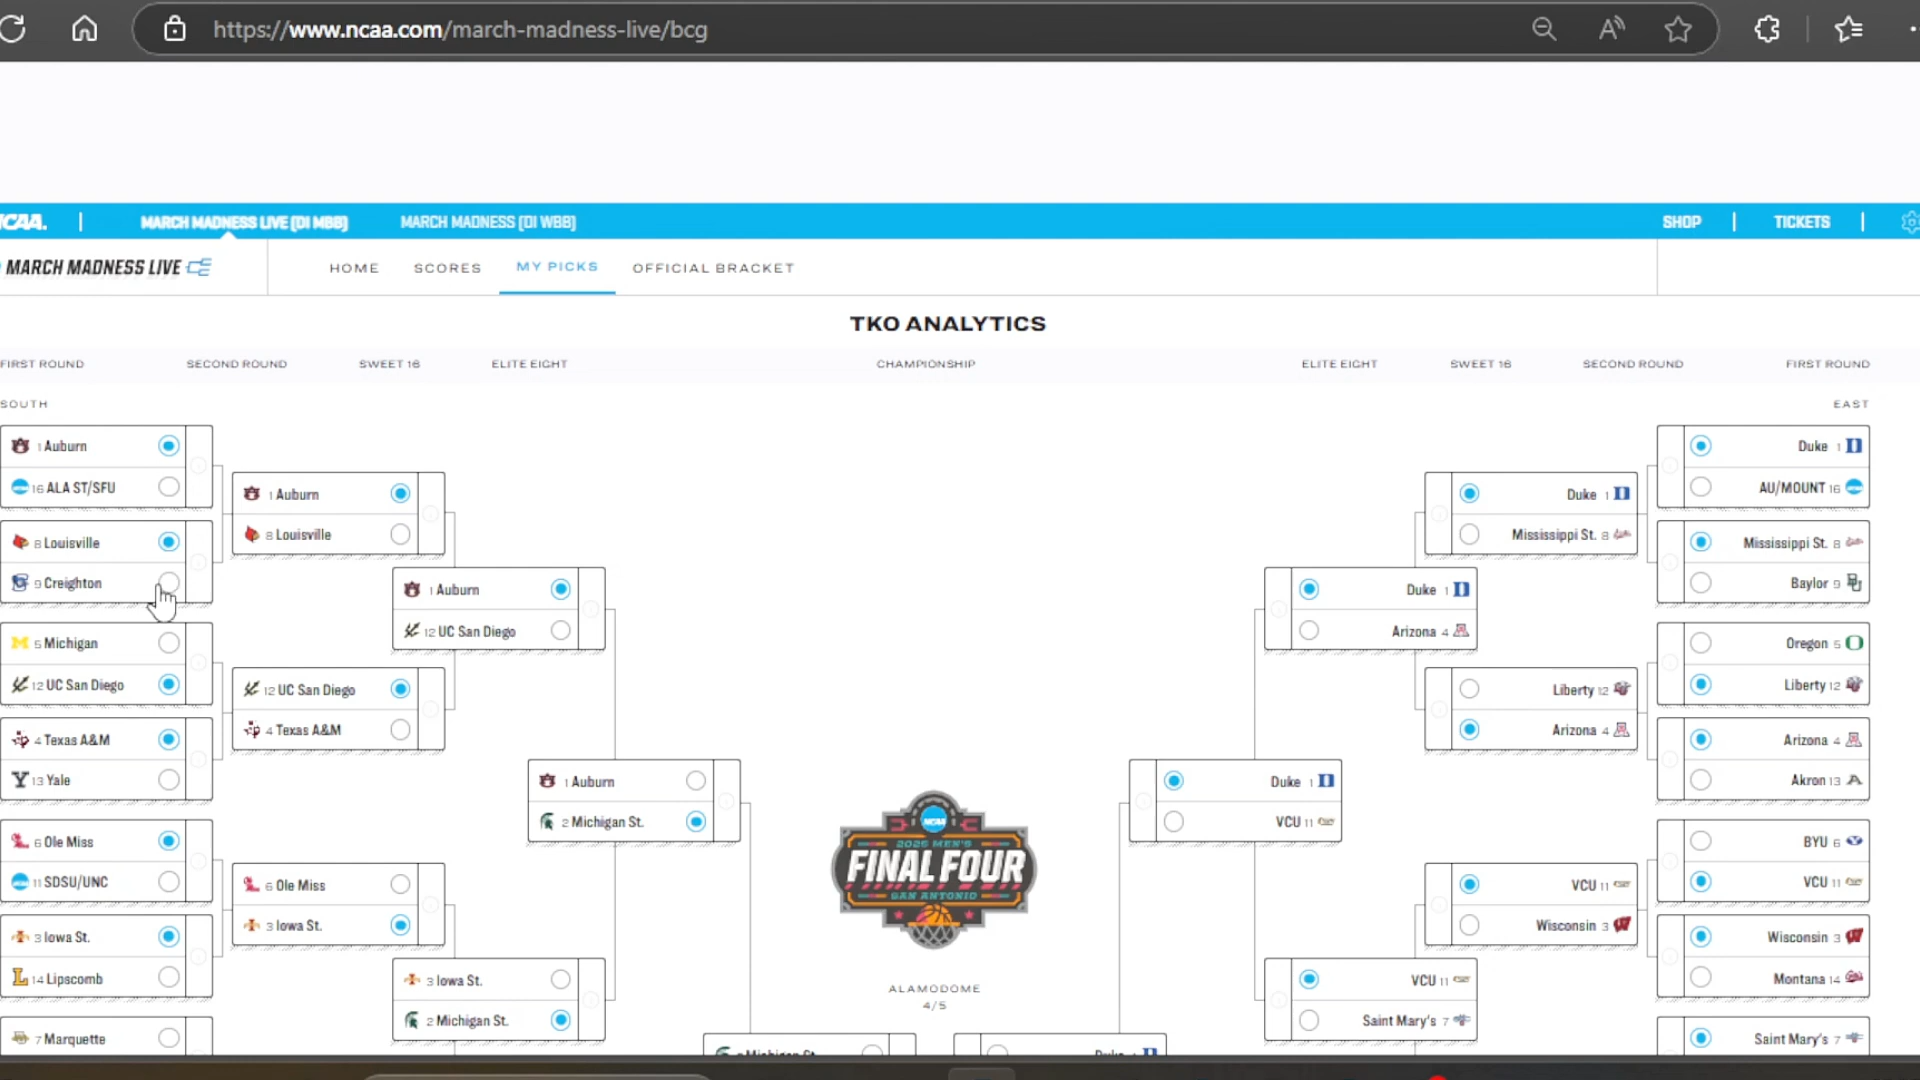 https://www.ncaa.com/march-madness-live/bcg
NCAA.
MARCH MADNESS LIVE (DI MBB)
MARCH MADNESS (DI WBB)
SHOP
TICKETS
MARCH MADNESS LIVE
HOME
SCORES
MY PICKS
OFFICIAL BRACKET
TKO ANALYTICS
FIRST ROUND
SECOND ROUND
SWEET 16
ELITE EIGHT
CHAMPIONSHIP
ELITE EIGHT
SWEET 16
SECOND ROUND
FIRST ROUND
SOUTH
1 Auburn
16 ALA ST/SFU
8 Louisville
9 Creighton
5 Michigan
12 UC San Diego
4 Texas A&M
13 Yale
6 Ole Miss
11 SDSU/UNC
3 Iowa St.
14 Lipscomb
7 Marquette
1 Auburn
8 Louisville
12 UC San Diego
4 Texas A&M
6 Ole Miss
3 Iowa St.
1 Auburn
12 UC San Diego
3 Iowa St.
2 Michigan St.
1 Auburn
2 Michigan St.
Michigan St.
NCAA
2025 MEN'S
FINAL FOUR
SAN ANTONIO
ALAMODOME
4/5
Duke 1
Duke 1
VCU 11
Duke 1
Arizona 4
VCU 11
Saint Mary's 7
Duke 1
Mississippi St. 8
Liberty 12
Arizona 4
VCU 11
Wisconsin 3
EAST
Duke 1
AU/MOUNT 16
Mississippi St. 8
Baylor 9
Oregon 5
Liberty 12
Arizona 4
Akron 13
BYU 6
VCU 11
Wisconsin 3
Montana 14
Saint Mary's 7